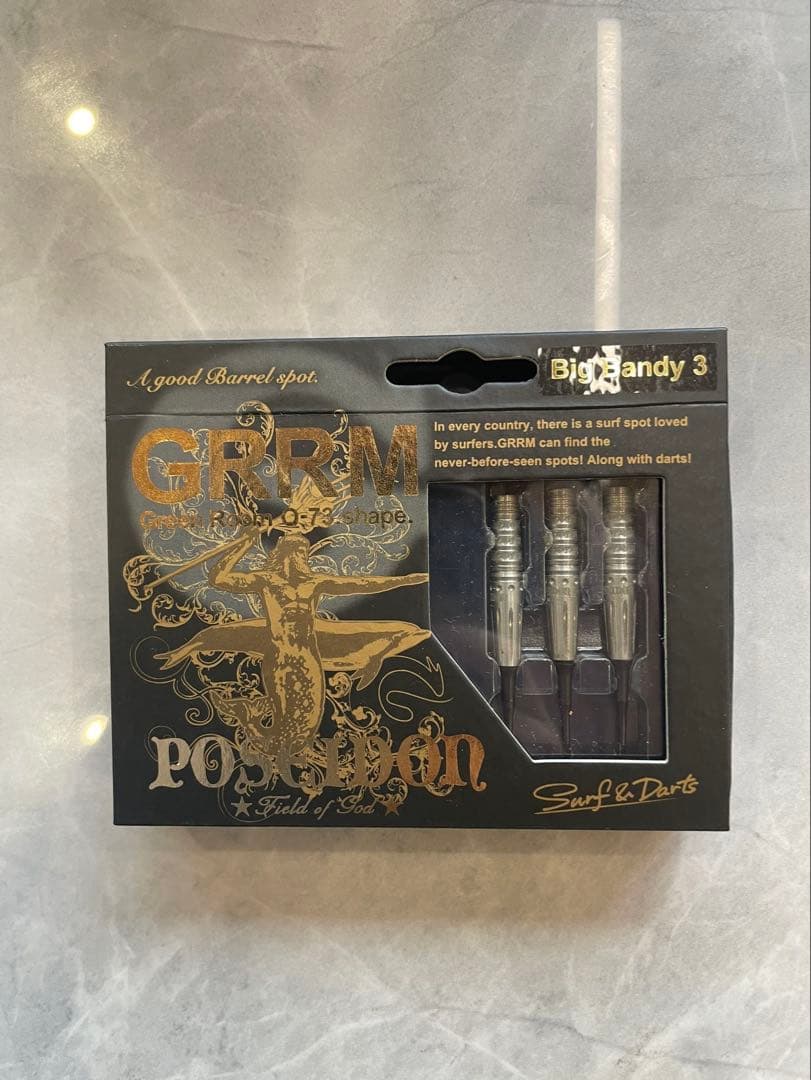 A good Barrel spot.
Big Bandy 3
GRRM
Green Room Q-73 shape.
In every country, there is a surf spot loved
by surfers.GRRM can find the
never-before-seen spots! Along with darts!
POSEIDON
Field of God
Surf & Darts